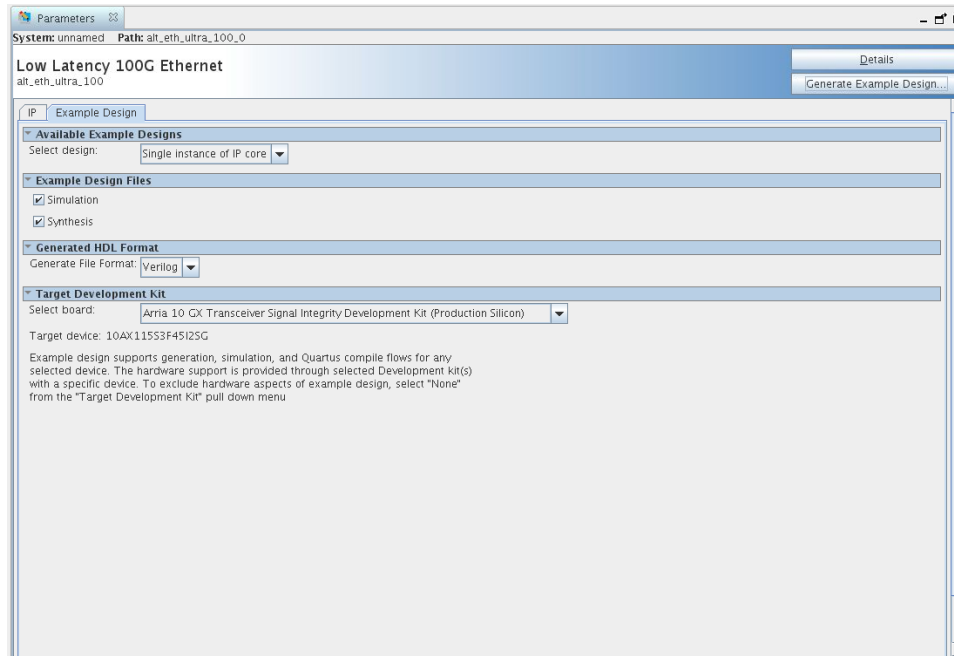 Parameters
System: unnamed Path: alt_eth_ultra_100_0
Low Latency 100G Ethernet
alt_eth_ultra_100
Details
Generate Example Design...
IP Example Design
Available Example Designs
Select design: Single instance of IP core
Example Design Files
Simulation
Synthesis
Generated HDL Format
Generate File Format: Verilog
Target Development Kit
Select board: Arria 10 GX Transceiver Signal Integrity Development Kit (Production Silicon)
Target device: 10AX115S3F45I2SG
Example design supports generation, simulation, and Quartus compile flows for any
selected device. The hardware support is provided through selected Development kit(s)
with a specific device. To exclude hardware aspects of example design, select "None"
from the "Target Development Kit" pull down menu